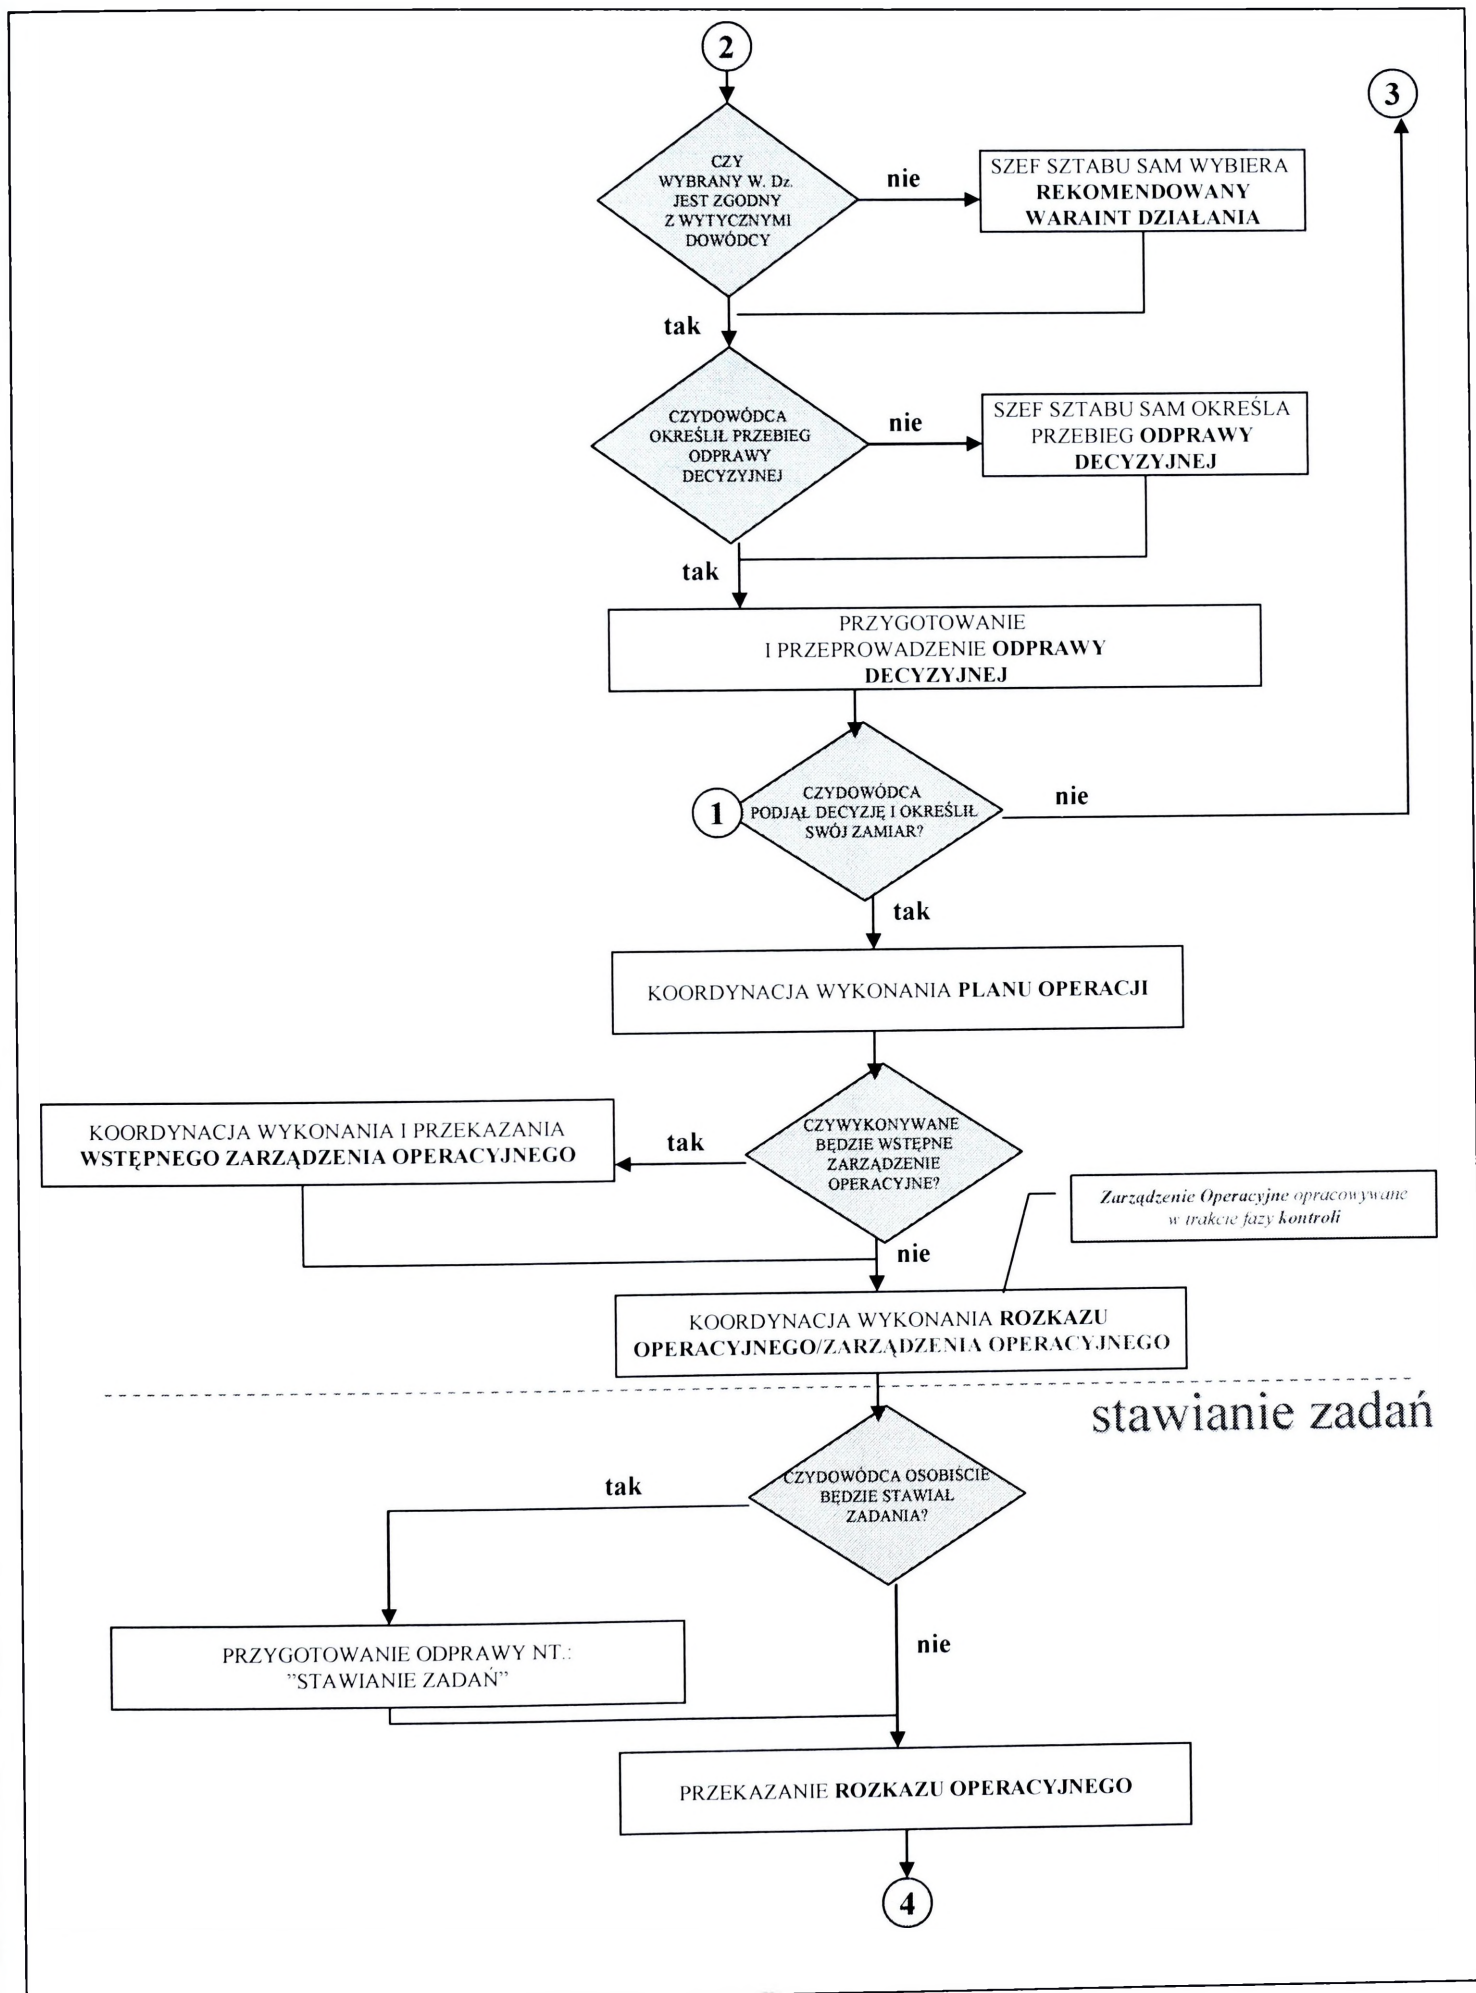 2
3
CZY
WYBRANY W. Dz.
JEST ZGODNY
Z WYTYCZNYMI
DOWÓDCY
nie
SZEF SZTABU SAM WYBIERA
REKOMENDOWANY
WARAINT DZIAŁANIA
tak
CZYDOWÓDCA
OKREŚLIŁ PRZEBIEG
ODPRAWY
DECYZYJNEJ
nie
SZEF SZTABU SAM OKREŚLA
PRZEBIEG ODPRAWY
DECYZYJNEJ
tak
PRZYGOTOWANIE
I PRZEPROWADZENIE ODPRAWY
DECYZYJNEJ
1
CZYDOWÓDCA
PODJĄŁ DECYZJĘ I OKREŚLIŁ
SWÓJ ZAMIAR?
nie
tak
KOORDYNACJA WYKONANIA PLANU OPERACJI
KOORDYNACJA WYKONANIA I PRZEKAZANIA
WSTĘPNEGO ZARZĄDZENIA OPERACYJNEGO
tak
CZYWYKONYWANE
BĘDZIE WSTĘPNE
ZARZĄDZENIE
OPERACYJNE?
Zarządzenie Operacyjne opracowywane
w trakcie fazy kontroli
nie
KOORDYNACJA WYKONANIA ROZKAZU
OPERACYJNEGO/ZARZĄDZENIA OPERACYJNEGO
stawianie zadań
CZYDOWÓDCA OSOBIŚCIE
BĘDZIE STAWIAŁ
ZADANIA?
tak
nie
PRZYGOTOWANIE ODPRAWY NT.:
"STAWIANIE ZADAŃ"
PRZEKAZANIE ROZKAZU OPERACYJNEGO
4